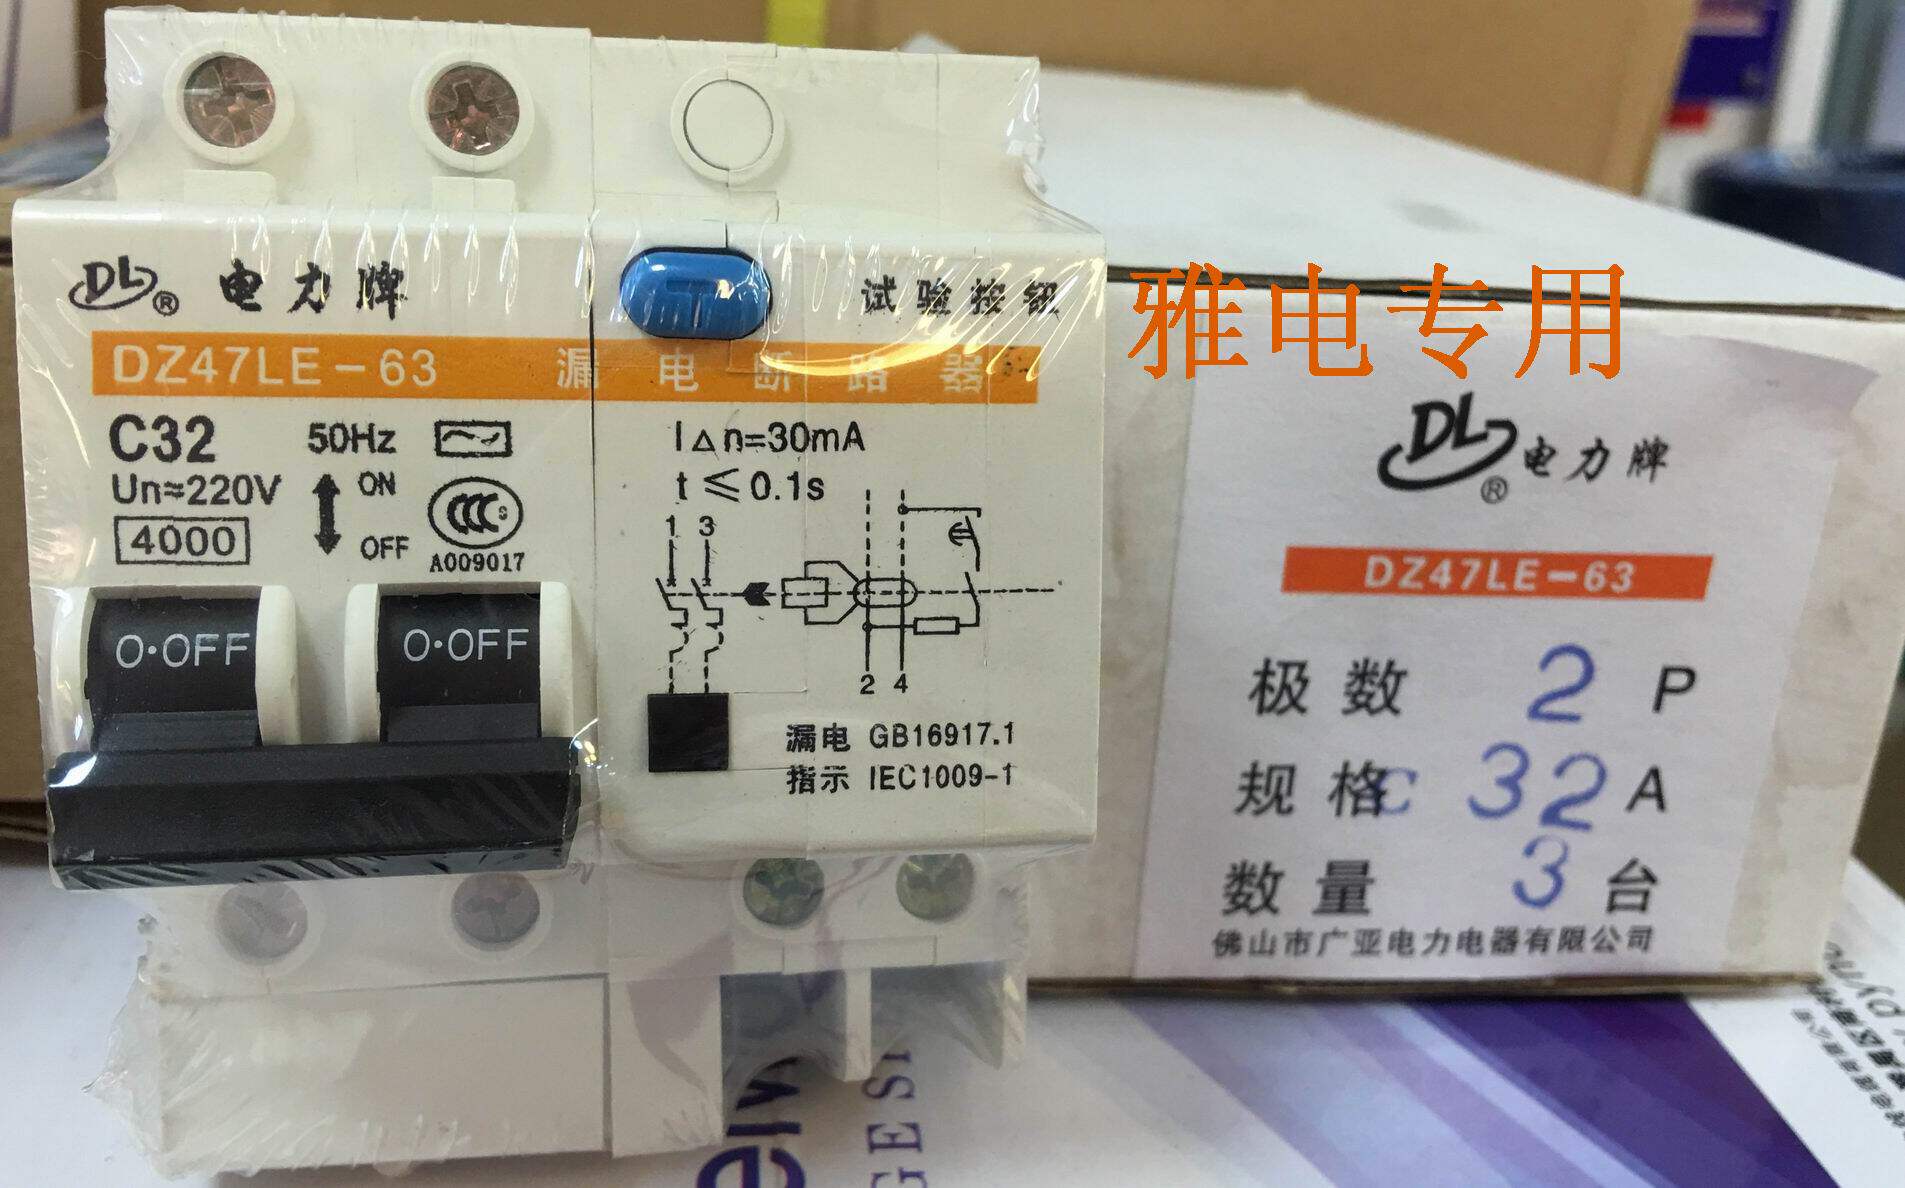 DL® 电力牌
试验按钮
DZ47LE-63 漏电断路器
C32 50Hz
Un≈220V ON
4000 OFF
CCC S
A009017
O·OFF O·OFF
T
I△n=30mA
t ≤ 0.1s
1 3
2 4
漏电 GB16917.1
指示 IEC1009-1
雅电专用
DL® 电力牌
DZ47LE-63
极数 2 P
规格 C 32 A
数量 3 台
佛山市广亚电力电器有限公司